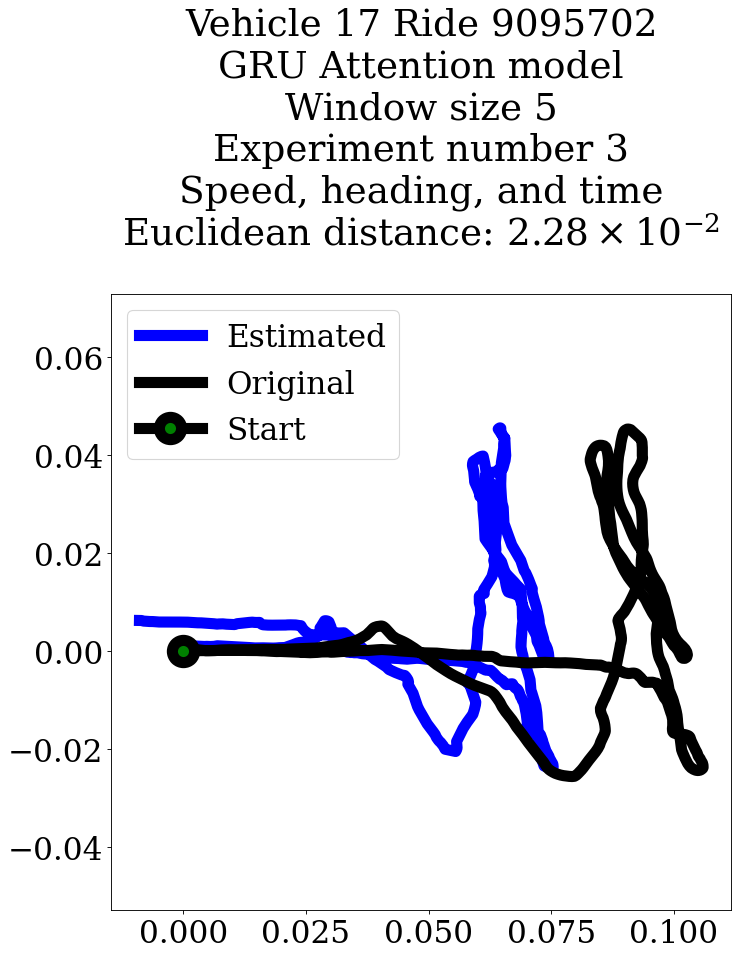 Vehicle 17 Ride 9095702
GRU Attention model
Window size 5
Experiment number 3
Speed, heading, and time
Euclidean distance: 2.28 × 10⁻²
Estimated
Original
Start
0.06
0.04
0.02
0.00
−0.02
−0.04
0.000 0.025 0.050 0.075 0.100